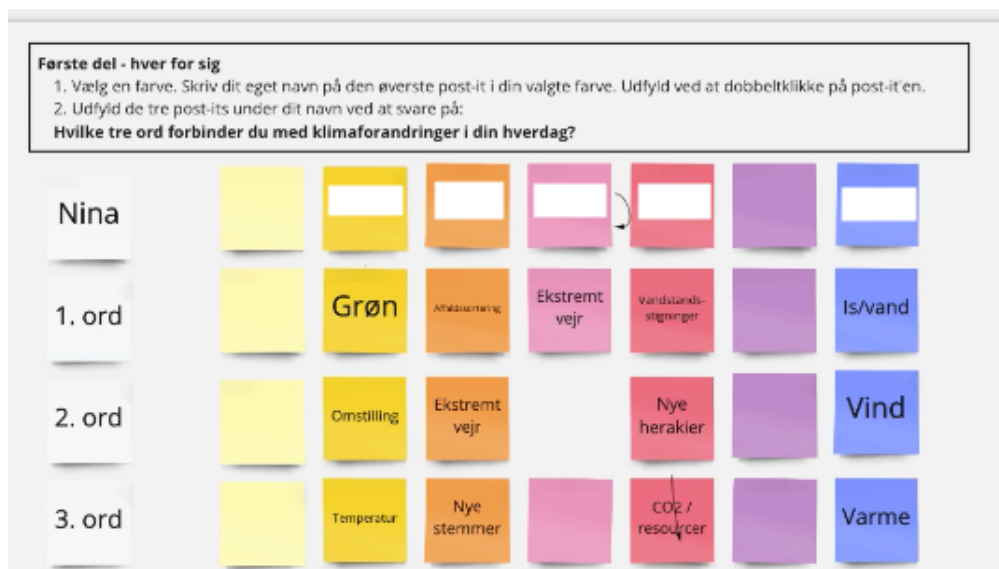 Første del - hver for sig
1. Vælg en farve. Skriv dit eget navn på den øverste post-it i din valgte farve. Udfyld ved at dobbeltklikke på post-it'en.
2. Udfyld de tre post-its under dit navn ved at svare på:
Hvilke tre ord forbinder du med klimaforandringer i din hverdag?
Nina
1. ord
Grøn
Affaldssortering
Ekstremt
vejr
Vandstands-
stigninger
Is/vand
2. ord
Omstilling
Ekstremt
vejr
Nye
herakier
Vind
3. ord
Temperatur
Nye
stemmer
CO2 /
resourcer
Varme